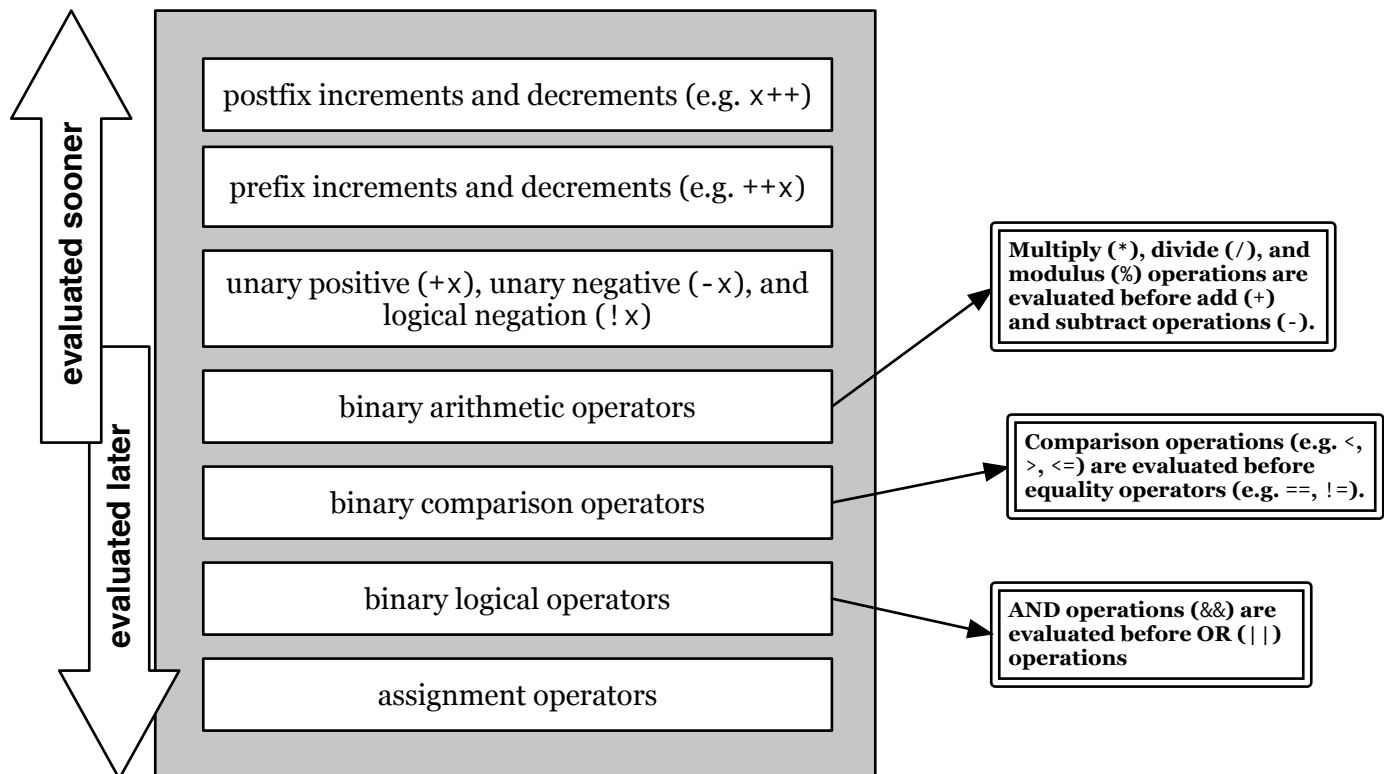 evaluated sooner
evaluated later
postfix increments and decrements (e.g. x++)
prefix increments and decrements (e.g. ++x)
unary positive (+x), unary negative (-x), and
logical negation (!x)
binary arithmetic operators
binary comparison operators
binary logical operators
assignment operators
Multiply (*), divide (/), and
modulus (%) operations are
evaluated before add (+)
and subtract operations (-).
Comparison operations (e.g. <,
>, <=) are evaluated before
equality operators (e.g. ==, !=).
AND operations (&&) are
evaluated before OR (||)
operations